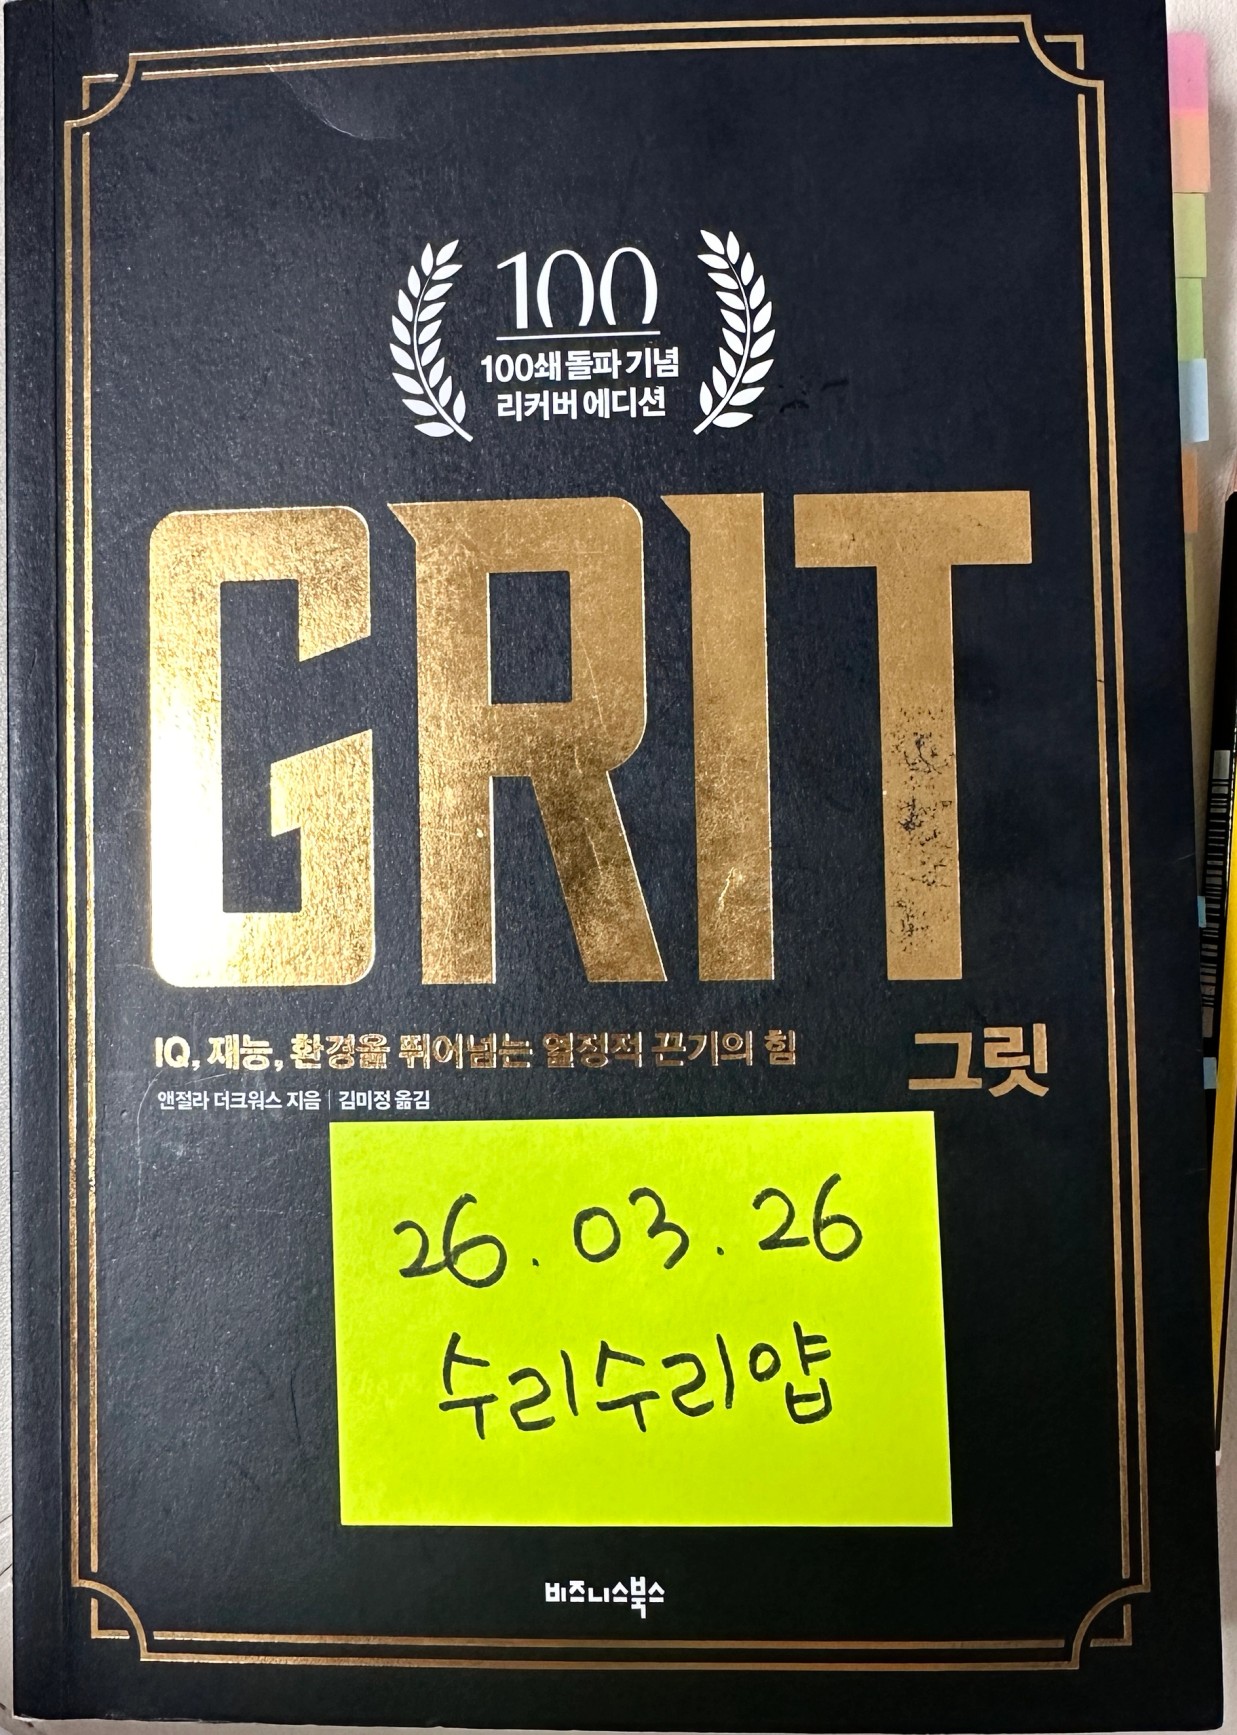 100
100쇄 돌파 기념
리커버 에디션
GRIT
IQ, 재능, 환경을 뛰어넘는 열정적 끈기의 힘
그릿
앤절라 더크워스 지음 | 김미정 옮김
26.03.26
수리수리얍
비즈니스북스